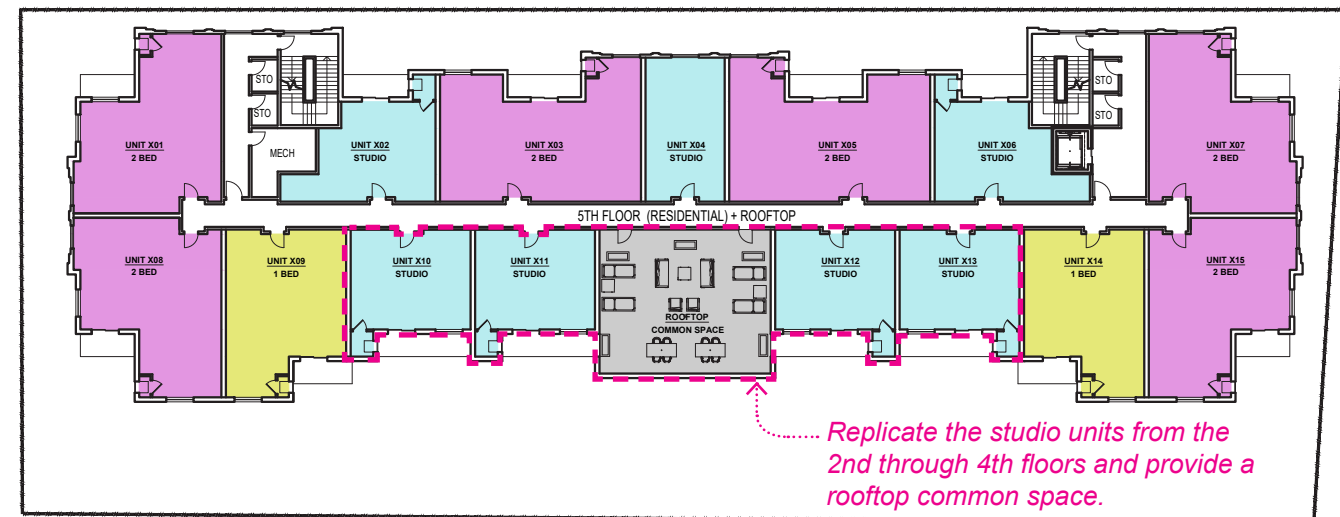 STO
STO
MECH
STO
STO
UNIT X01
2 BED
UNIT X02
STUDIO
UNIT X03
2 BED
UNIT X04
STUDIO
UNIT X05
2 BED
UNIT X06
STUDIO
UNIT X07
2 BED
5TH FLOOR (RESIDENTIAL) + ROOFTOP
UNIT X08
2 BED
UNIT X09
1 BED
UNIT X10
STUDIO
UNIT X11
STUDIO
ROOFTOP
COMMON SPACE
UNIT X12
STUDIO
UNIT X13
STUDIO
UNIT X14
1 BED
UNIT X15
2 BED
Replicate the studio units from the
2nd through 4th floors and provide a
rooftop common space.